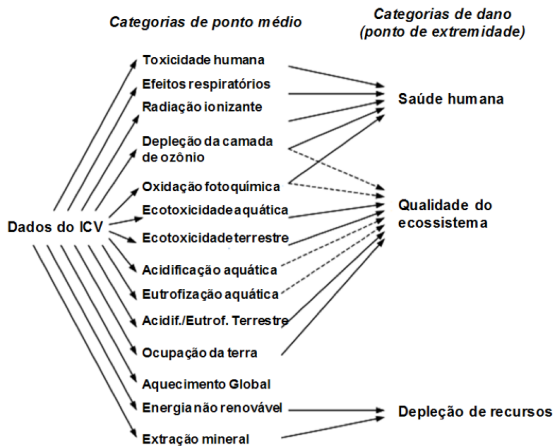 Categorias de ponto médio
Categorias de dano
(ponto de extremidade)
Toxicidade humana
Efeitos respiratórios
Radiação ionizante
Depleção da camada
de ozônio
Oxidação fotoquímica
Ecotoxicidade aquática
Ecotoxicidade terrestre
Acidificação aquática
Eutrofização aquática
Acidif./Eutrof. Terrestre
Ocupação da terra
Aquecimento Global
Energia não renovável
Extração mineral
Dados do ICV
Saúde humana
Qualidade do
ecossistema
Depleção de recursos